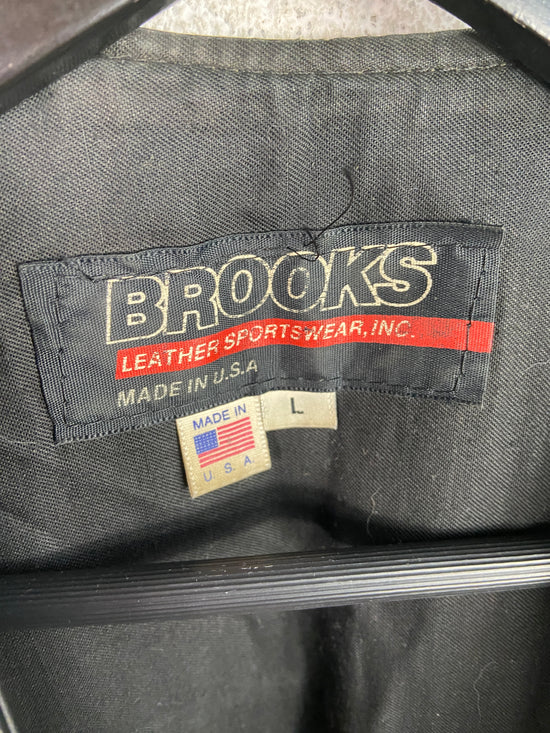 BROOKS
LEATHER SPORTSWEAR, INC.
MADE IN U.S.A
L
MADE IN
U. S. A